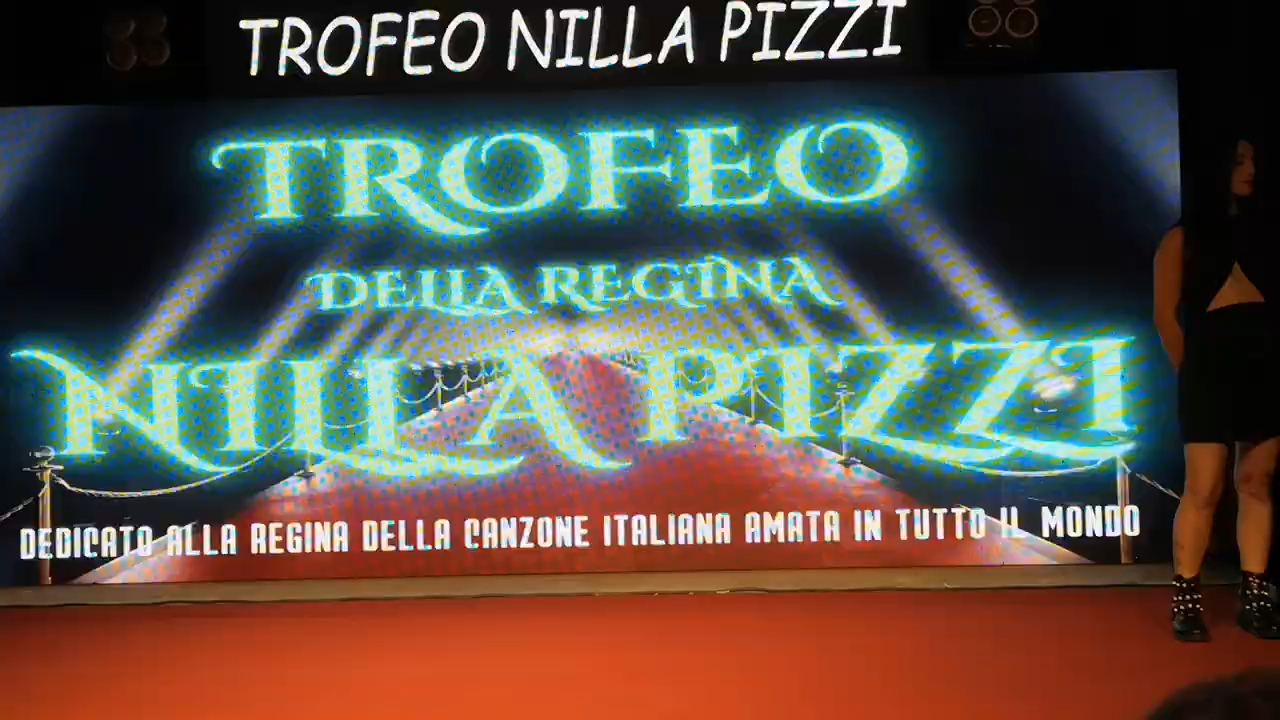 TROFEO NILLA PIZZI
TROFEO
DELLA REGINA
NILLA PIZZI
DEDICATO ALLA REGINA DELLA CANZONE ITALIANA AMATA IN TUTTO IL MONDO